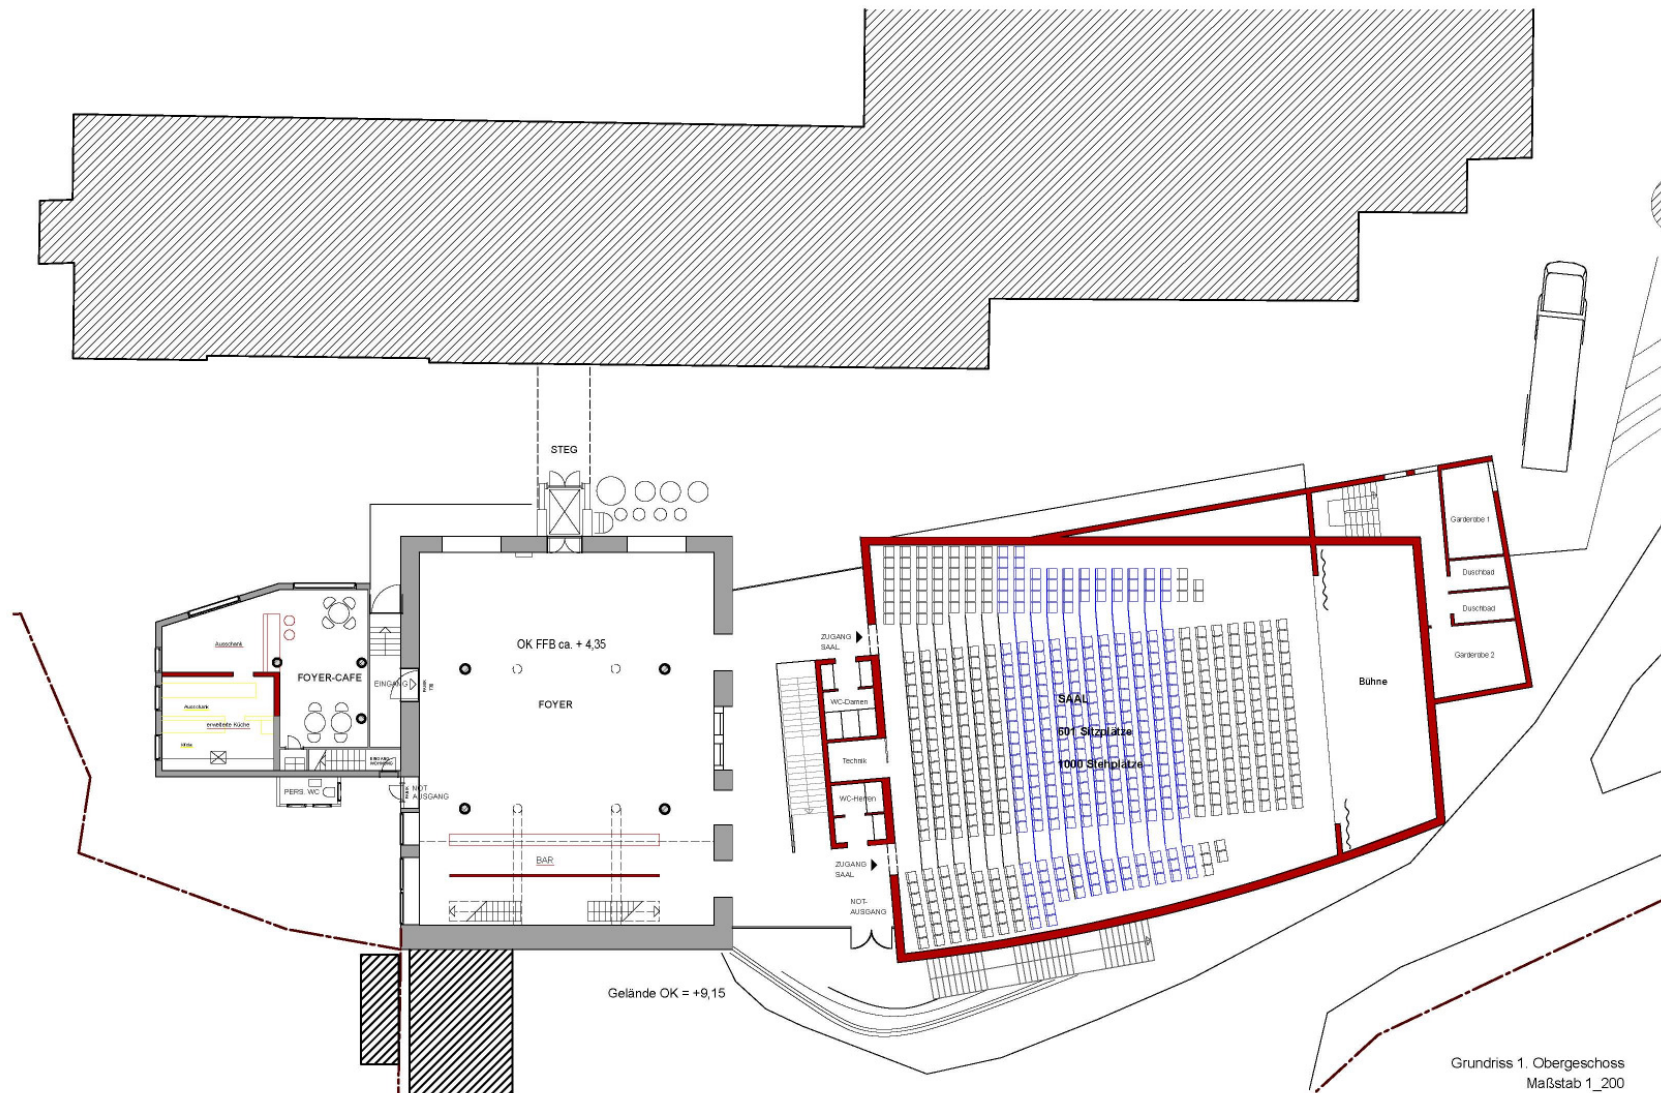 STEG
Garderobe 1
Duschbad
Duschbad
Garderobe 2
OK FFB ca. + 4,35
FOYER
Ausschank
FOYER-CAFE
EINGANG
Ausschank
erweiterte Küche
PERS. WC
NOT
AUSGANG
BAR
ZUGANG
SAAL
WC-Damen
Technik
WC-Herren
ZUGANG
SAAL
NOT-
AUSGANG
SAAL
601 Sitzplätze
1000 Stehplätze
Bühne
Gelände OK = +9,15
Grundriss 1. Obergeschoss
Maßstab 1_200